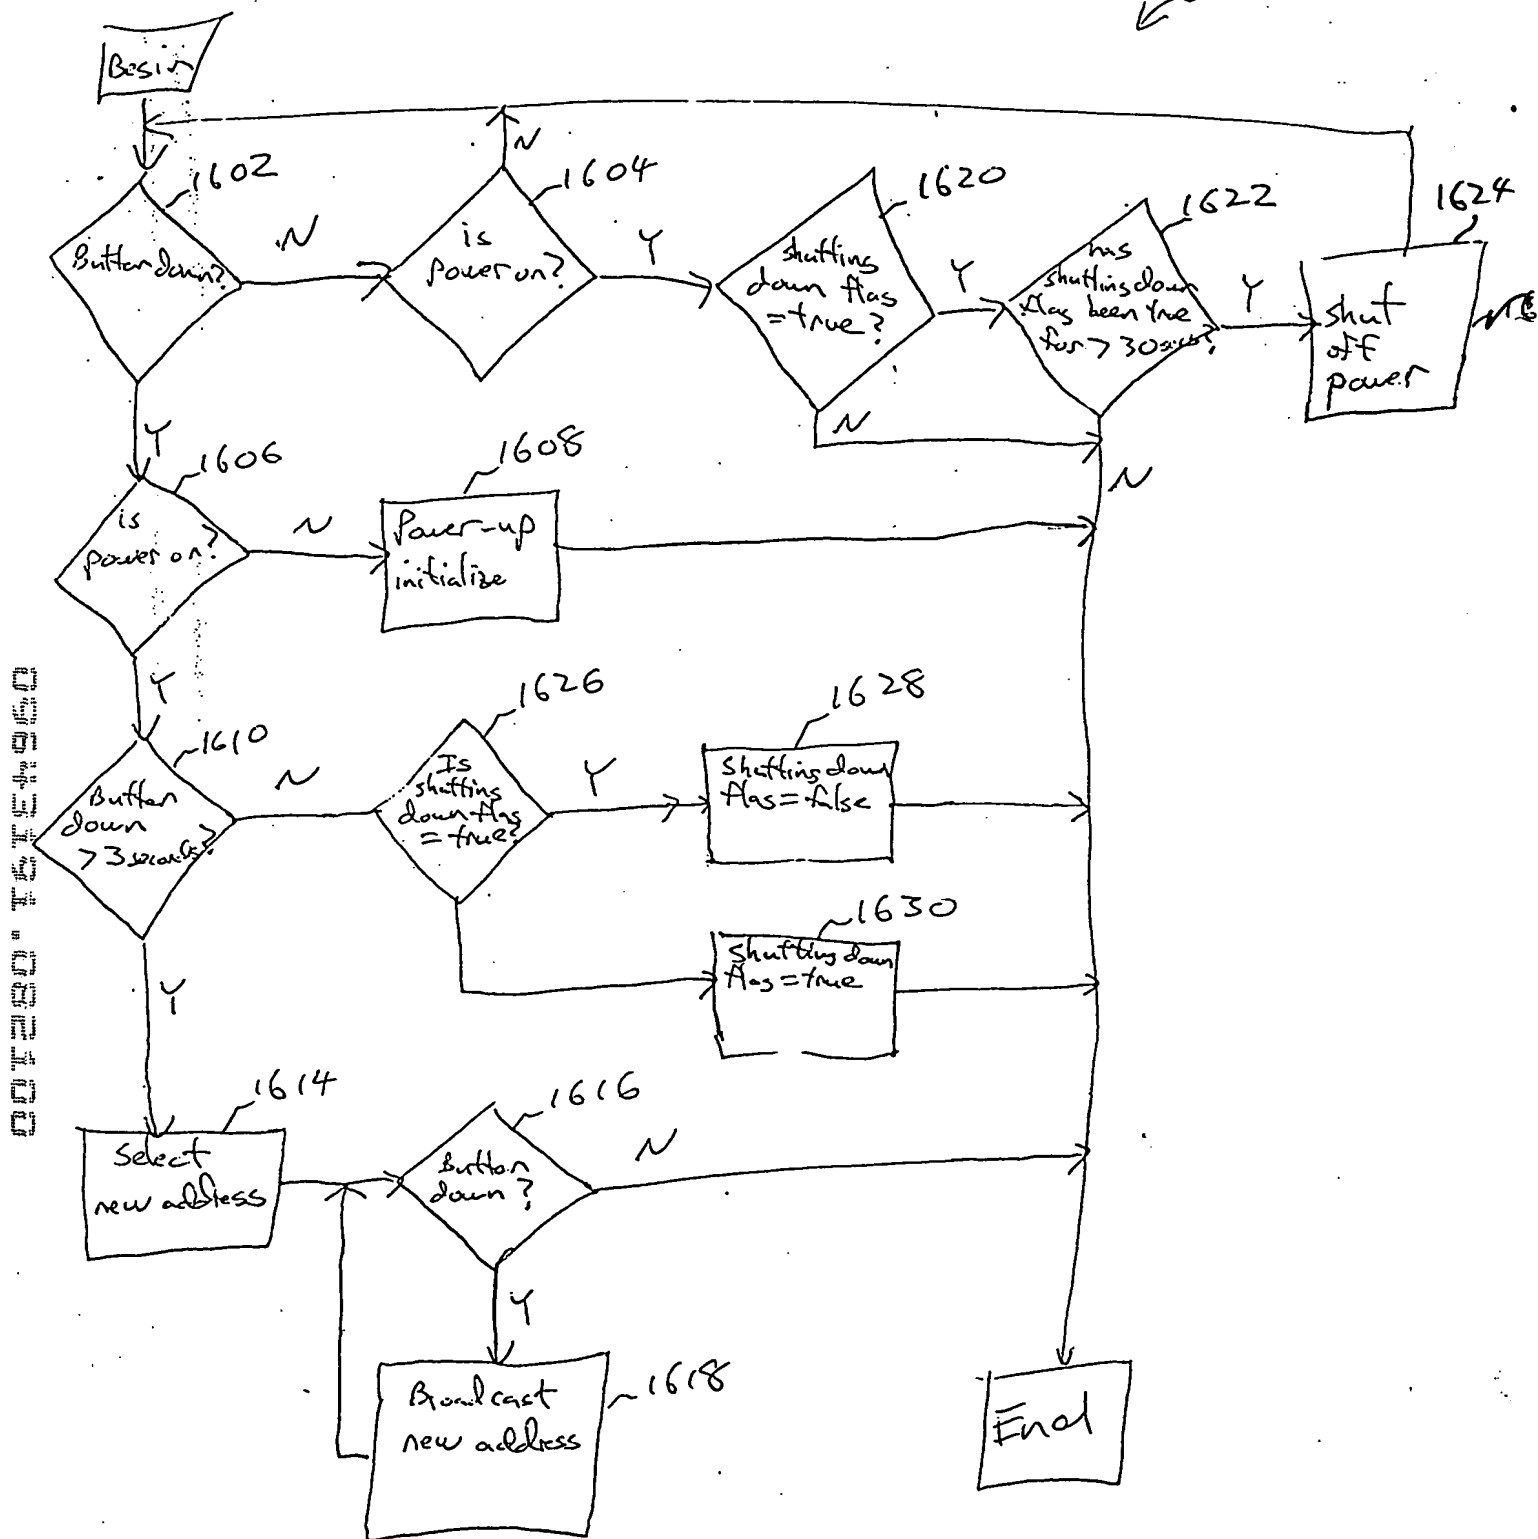 Begin
1602
Button down?
N
1604
is
power on?
N
Y
1620
shutting
down flag
=true?
Y
N
1622
has
shutting down
flag been true
for > 30 secs?
Y
N
1624
shut
off
power
Y
1606
is
power on?
N
1608
Power-up
initialize
Y
1610
Button
down
> 3 seconds?
N
1626
Is
shutting
down flag
= true?
Y
1628
Shutting down
flag = false
1630
Shutting down
flag = true
Y
1614
Select
new address
1616
Button
down?
N
Y
1618
Broadcast
new address
End